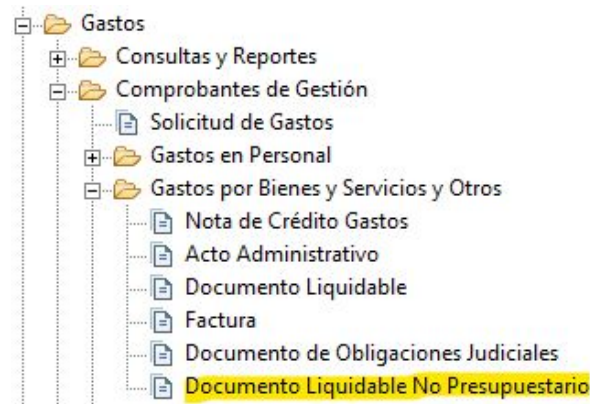 Gastos
Consultas y Reportes
Comprobantes de Gestión
Solicitud de Gastos
Gastos en Personal
Gastos por Bienes y Servicios y Otros
Nota de Crédito Gastos
Acto Administrativo
Documento Liquidable
Factura
Documento de Obligaciones Judiciales
Documento Liquidable No Presupuestario